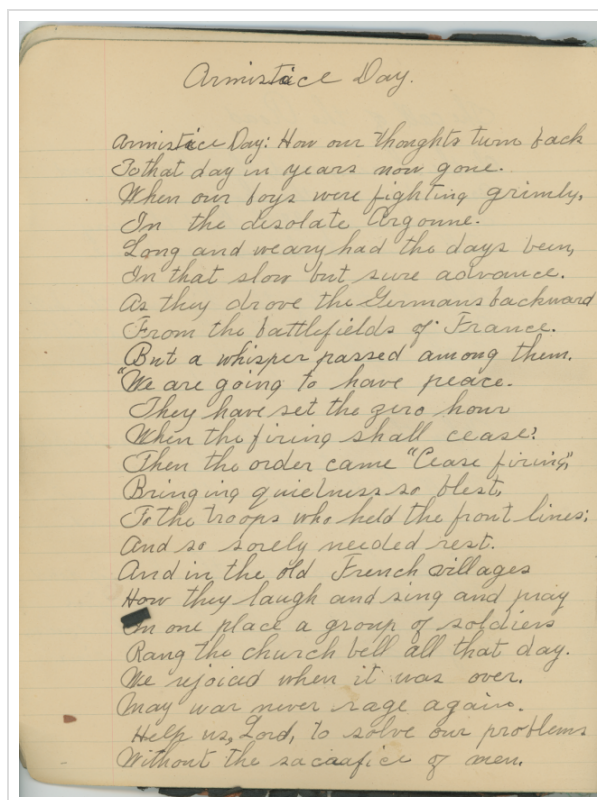 Armistice Day.
Armistice Day: How our thoughts turn back
To that day in years now gone.
When our boys were fighting grimly,
In the disolate Argonne.
Long and weary had the days been,
In that slow but sure advance.
As they drove the Germans backward
From the battlefields of France.
But a whisper passed among them.
"We are going to have peace.
They have set the zero hour
When the firing shall cease?
Then the order came "Cease firing,"
Bringing quietness so blest,
To the troops who held the front lines;
And so sorely needed rest.
And in the old French villages
How they laugh and sing and pray
In one place a group of soldiers
Rang the church bell all that day.
We rejoiced when it was over.
May war never rage again.
Help us, Lord, to solve our problems
Without the sacraafice of men.